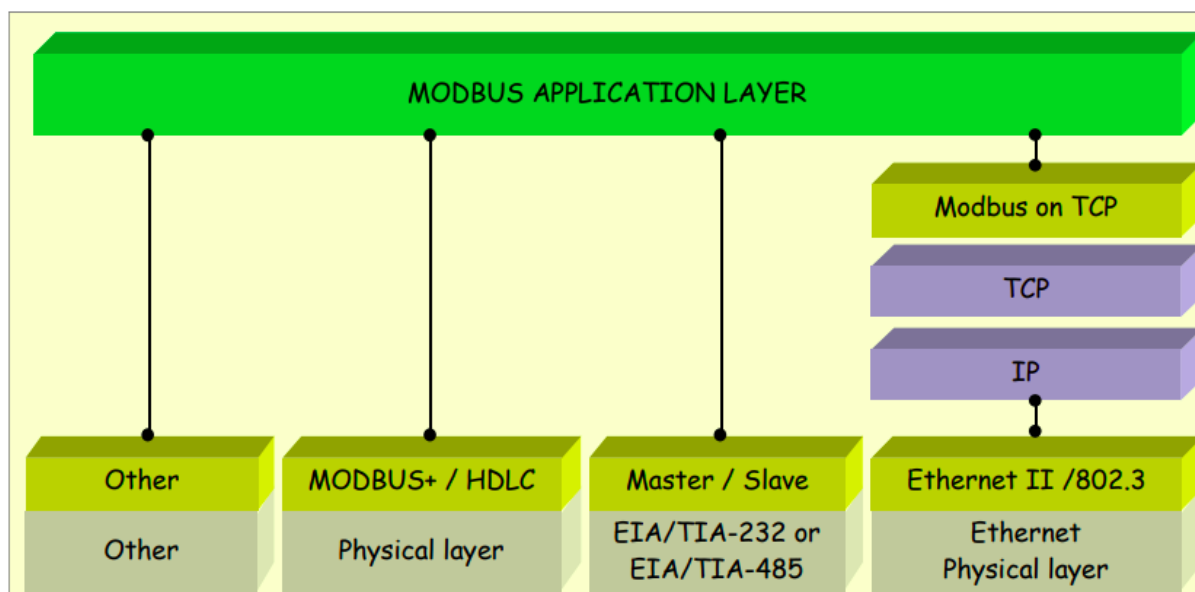 MODBUS APPLICATION LAYER
Modbus on TCP
TCP
IP
Other
MODBUS+ / HDLC
Master / Slave
Ethernet II /802.3
Other
Physical layer
EIA/TIA-232 or
EIA/TIA-485
Ethernet
Physical layer